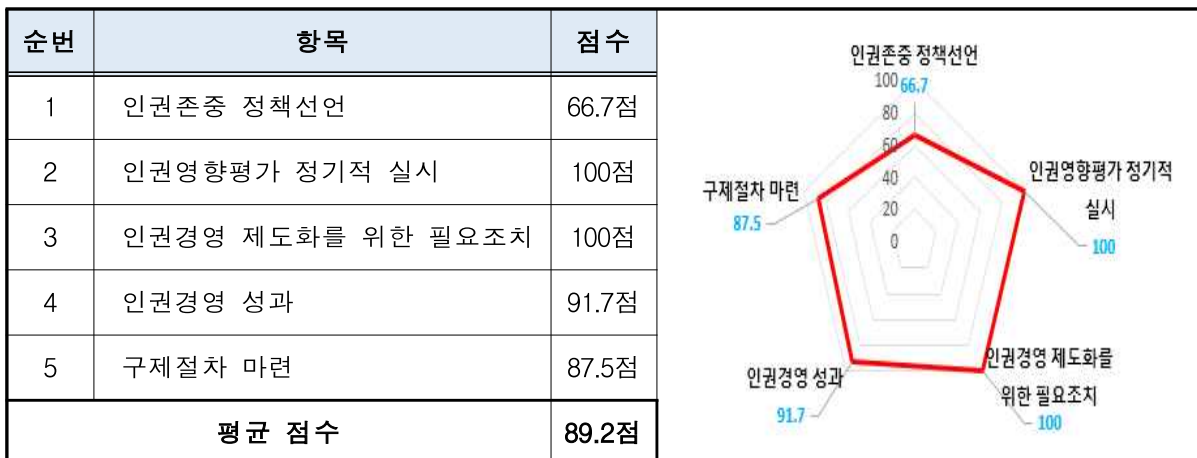 순번 항목 점수
1 인권존중 정책선언 66.7점
2 인권영향평가 정기적 실시 100점
3 인권경영 제도화를 위한 필요조치 100점
4 인권경영 성과 91.7점
5 구제절차 마련 87.5점
평균 점수 89.2점
인권존중 정책선언
66.7
100
80
60
40
20
0
인권영향평가 정기적
실시
100
인권경영 제도화를
위한 필요조치
100
인권경영 성과
91.7
구제절차 마련
87.5